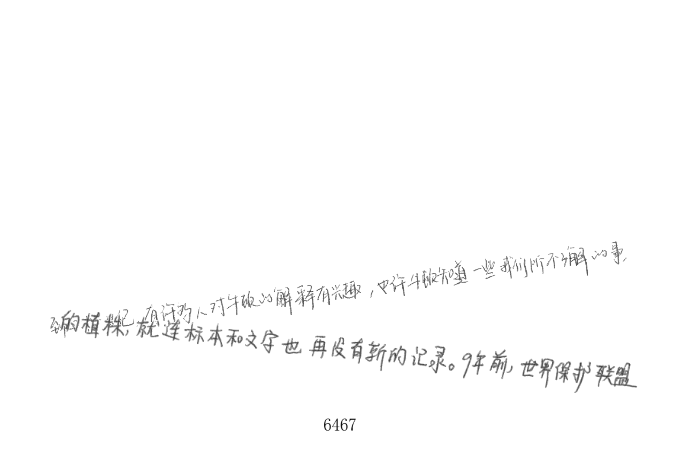 有许多人对牛顿的解释有兴趣，也许牛顿知道一些我们所不了解的事
的植株，就连标本和文字也再没有新的记录。9年前，世界保护联盟
6467